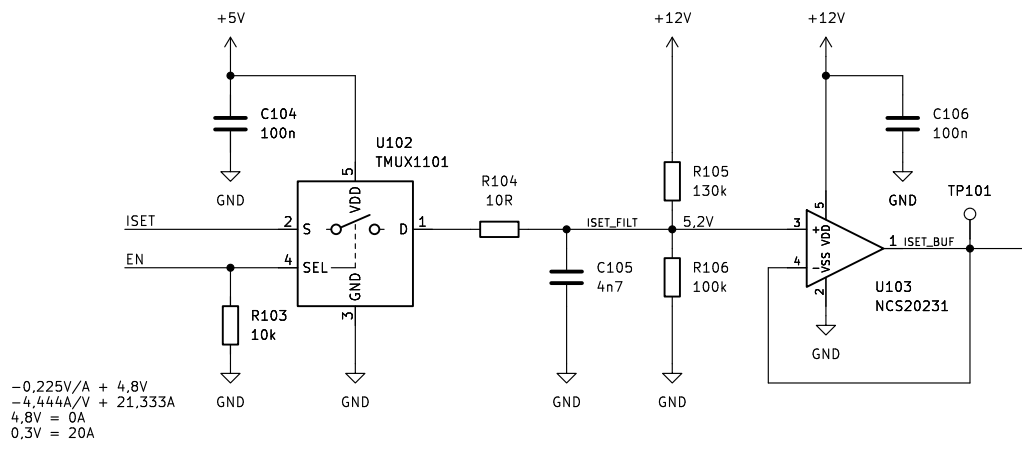 +5V
+12V
+12V
C104
100n
GND
U102
TMUX1101
5
VDD
ISET
2
S
D
1
EN
4
SEL
GND
3
R103
10k
GND
GND
R104
10R
ISET_FILT
5,2V
C105
4n7
GND
R105
130k
R106
100k
GND
C106
100n
GND
TP101
3
+
4
-
5
VDD
VSS
2
1
ISET_BUF
U103
NCS20231
GND
-0,225V/A + 4,8V
-4,444A/V + 21,333A
4,8V = 0A
0,3V = 20A